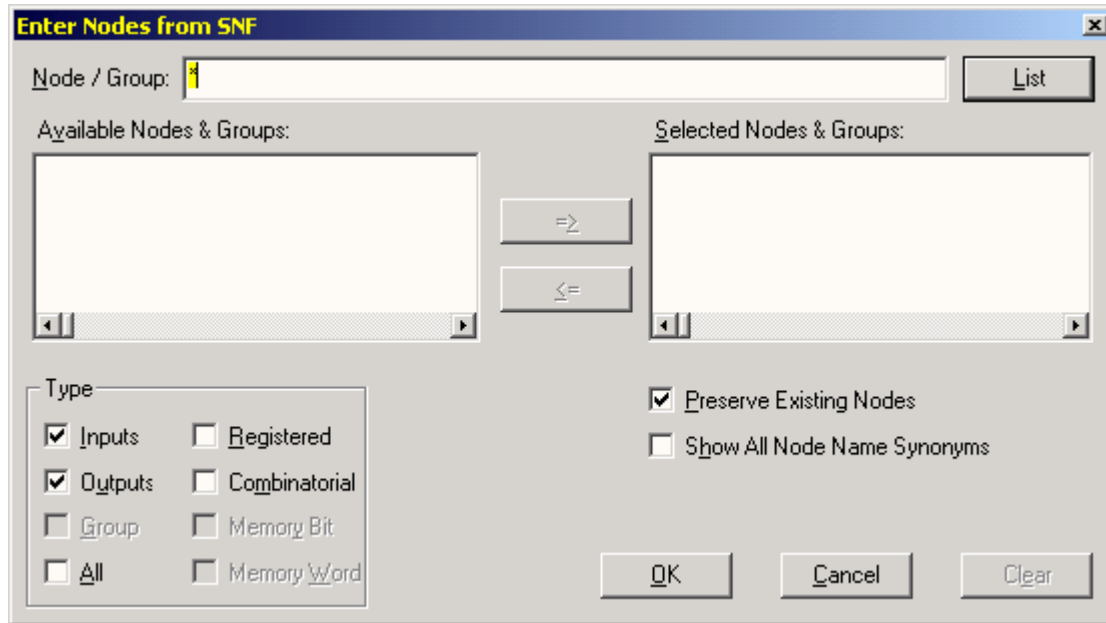 Enter Nodes from SNF
Node / Group: *
List
Available Nodes & Groups:
Selected Nodes & Groups:
=>
<=
Type
Inputs
Registered
Outputs
Combinatorial
Group
Memory Bit
All
Memory Word
Preserve Existing Nodes
Show All Node Name Synonyms
OK
Cancel
Clear